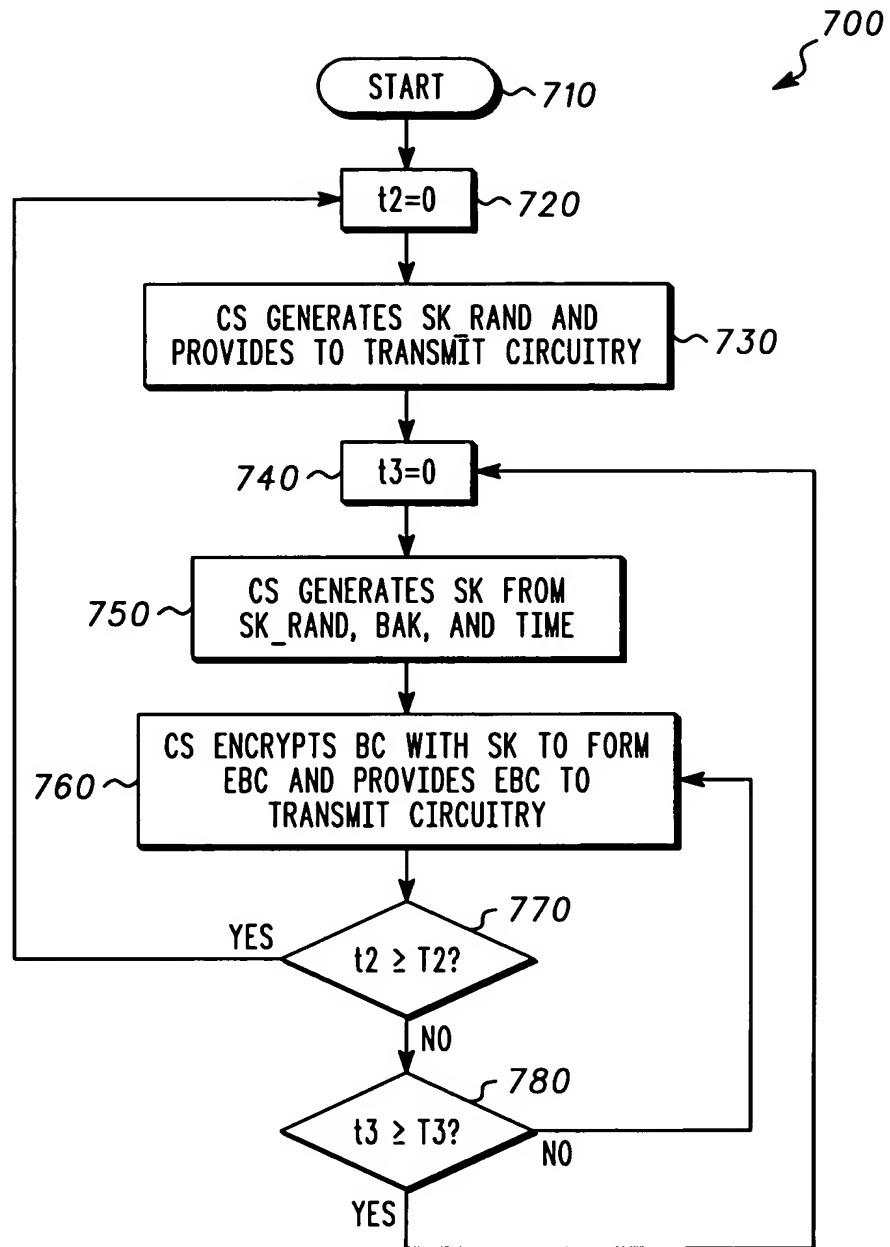 700
START
710
t2=0
720
CS GENERATES SK_RAND AND
PROVIDES TO TRANSMIT CIRCUITRY
730
740
t3=0
750
CS GENERATES SK FROM
SK_RAND, BAK, AND TIME
760
CS ENCRYPTS BC WITH SK TO FORM
EBC AND PROVIDES EBC TO
TRANSMIT CIRCUITRY
770
YES
t2 ≥ T2?
NO
780
t3 ≥ T3?
NO
YES